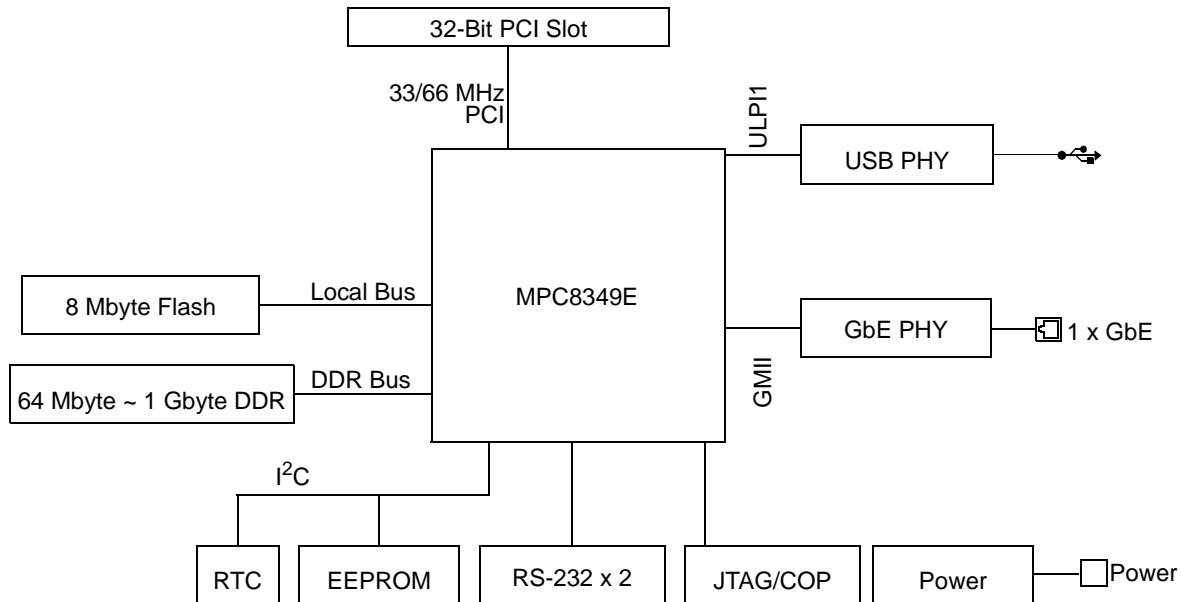 32-Bit PCI Slot
33/66 MHz
PCI
ULPI1
USB PHY
MPC8349E
8 Mbyte Flash
Local Bus
GbE PHY
1 x GbE
64 Mbyte ~ 1 Gbyte DDR
DDR Bus
GMII
I²C
RTC
EEPROM
RS-232 x 2
JTAG/COP
Power
Power